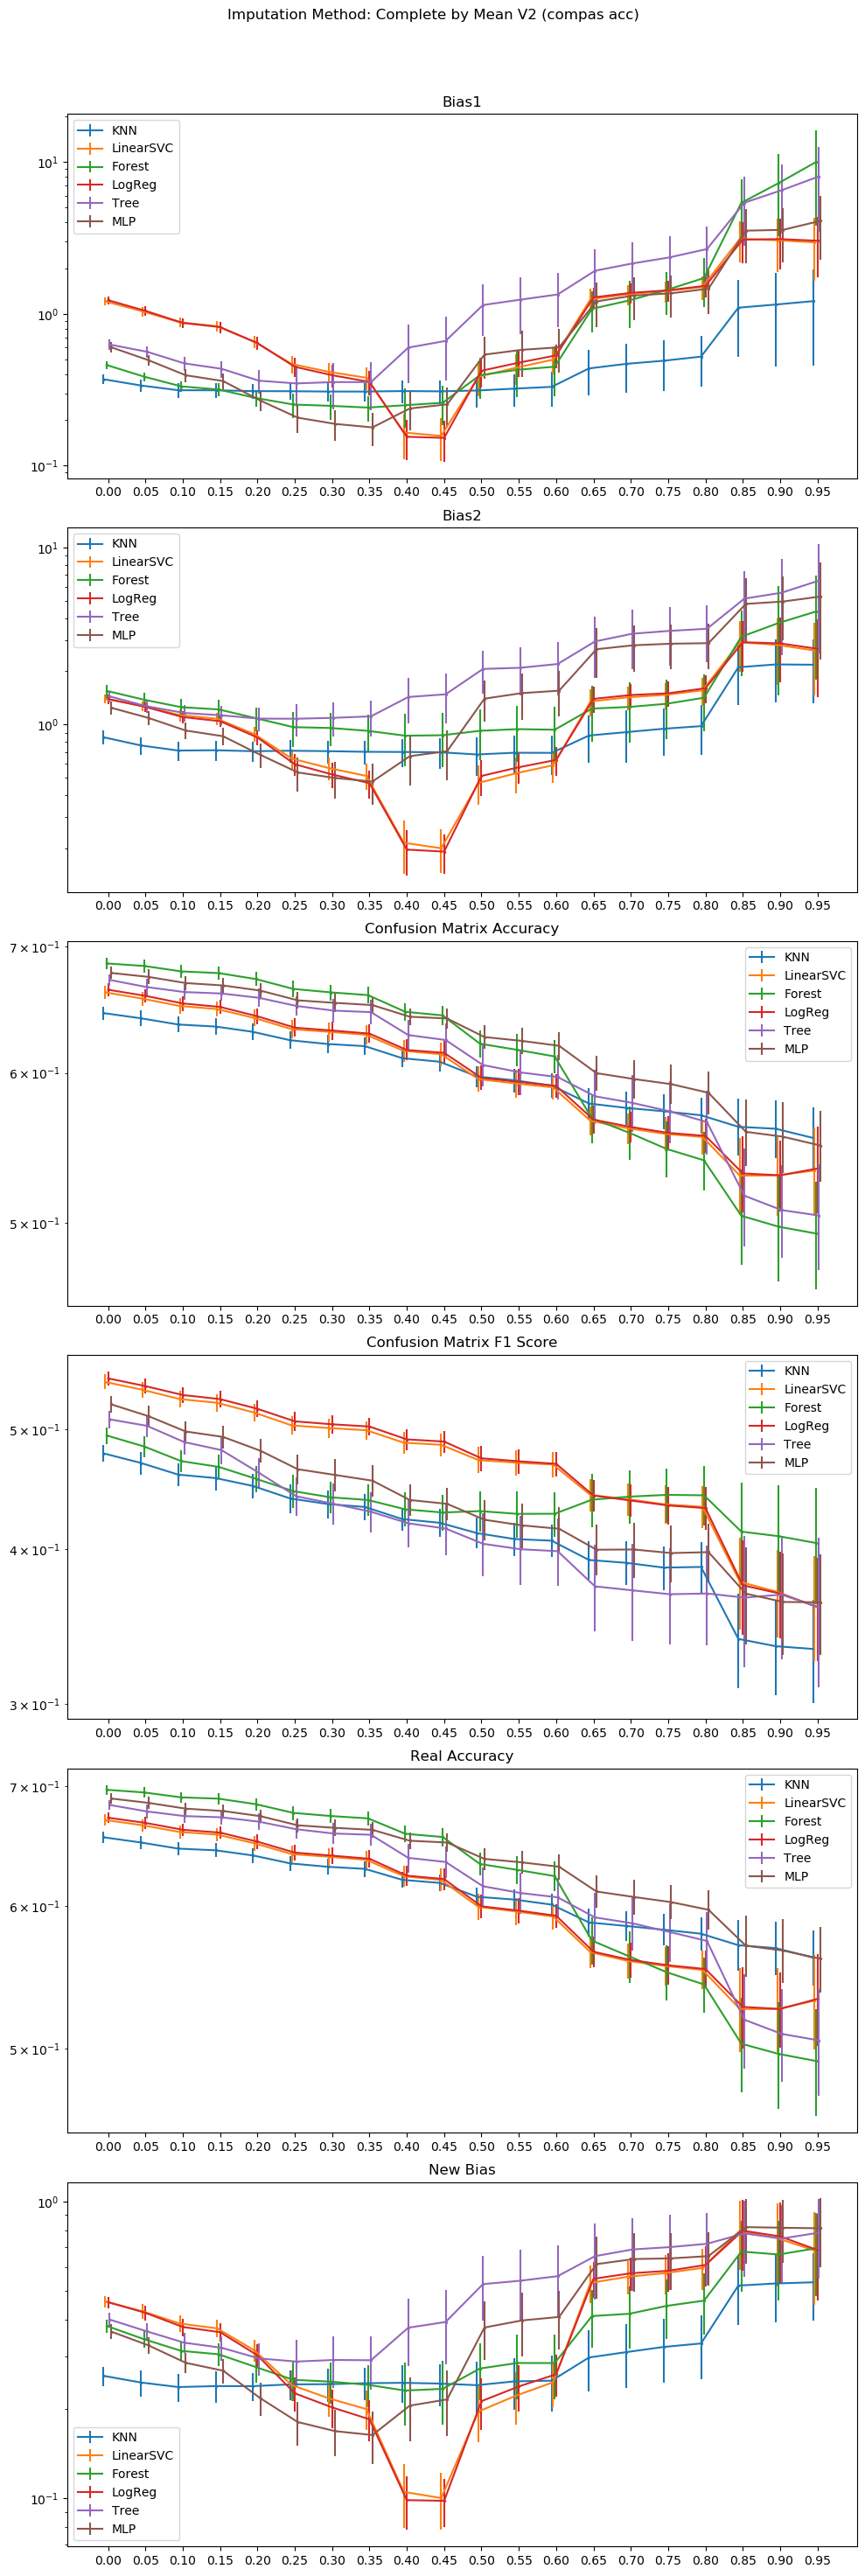 Imputation Method: Complete by Mean V2 (compas acc)
Bias1
KNN
LinearSVC
Forest
LogReg
Tree
MLP
10¹
10⁰
10⁻¹
0.00 0.05 0.10 0.15 0.20 0.25 0.30 0.35 0.40 0.45 0.50 0.55 0.60 0.65 0.70 0.75 0.80 0.85 0.90 0.95
Bias2
KNN
LinearSVC
Forest
LogReg
Tree
MLP
10¹
10⁰
0.00 0.05 0.10 0.15 0.20 0.25 0.30 0.35 0.40 0.45 0.50 0.55 0.60 0.65 0.70 0.75 0.80 0.85 0.90 0.95
Confusion Matrix Accuracy
7 × 10⁻¹
6 × 10⁻¹
5 × 10⁻¹
KNN
LinearSVC
Forest
LogReg
Tree
MLP
0.00 0.05 0.10 0.15 0.20 0.25 0.30 0.35 0.40 0.45 0.50 0.55 0.60 0.65 0.70 0.75 0.80 0.85 0.90 0.95
Confusion Matrix F1 Score
5 × 10⁻¹
4 × 10⁻¹
3 × 10⁻¹
KNN
LinearSVC
Forest
LogReg
Tree
MLP
0.00 0.05 0.10 0.15 0.20 0.25 0.30 0.35 0.40 0.45 0.50 0.55 0.60 0.65 0.70 0.75 0.80 0.85 0.90 0.95
Real Accuracy
7 × 10⁻¹
6 × 10⁻¹
5 × 10⁻¹
KNN
LinearSVC
Forest
LogReg
Tree
MLP
0.00 0.05 0.10 0.15 0.20 0.25 0.30 0.35 0.40 0.45 0.50 0.55 0.60 0.65 0.70 0.75 0.80 0.85 0.90 0.95
New Bias
10⁰
10⁻¹
KNN
LinearSVC
Forest
LogReg
Tree
MLP
0.00 0.05 0.10 0.15 0.20 0.25 0.30 0.35 0.40 0.45 0.50 0.55 0.60 0.65 0.70 0.75 0.80 0.85 0.90 0.95